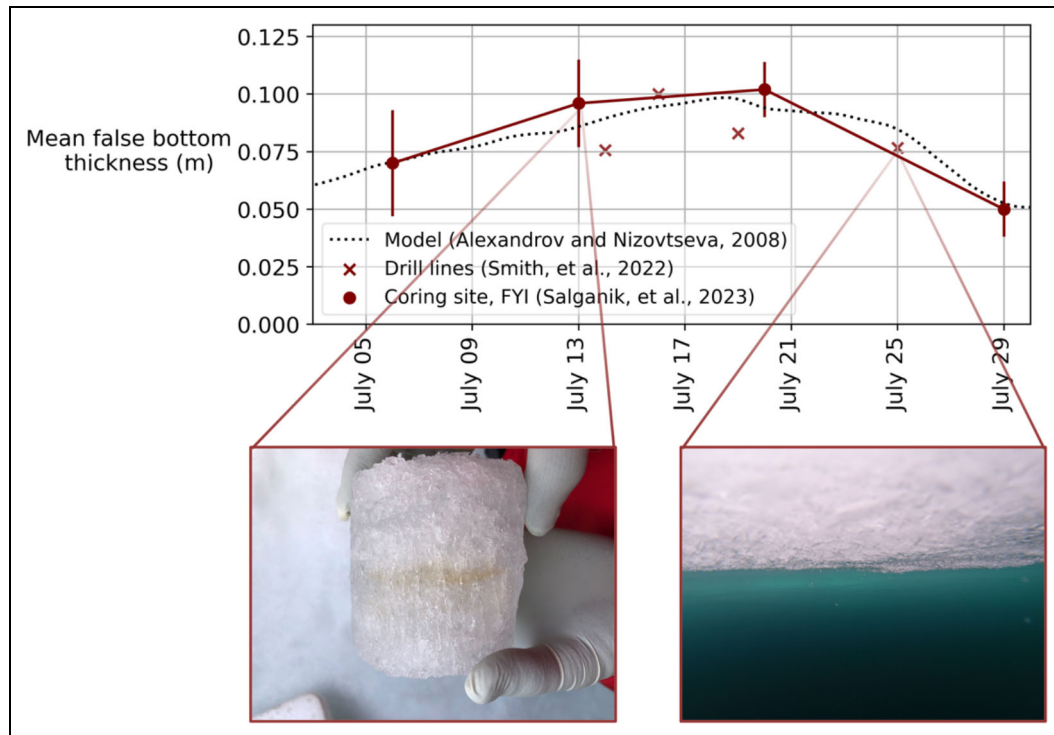 0.125
0.100
0.075
0.050
0.025
0.000
Mean false bottom
thickness (m)
Model (Alexandrov and Nizovtseva, 2008)
Drill lines (Smith, et al., 2022)
Coring site, FYI (Salganik, et al., 2023)
July 05
July 09
July 13
July 17
July 21
July 25
July 29